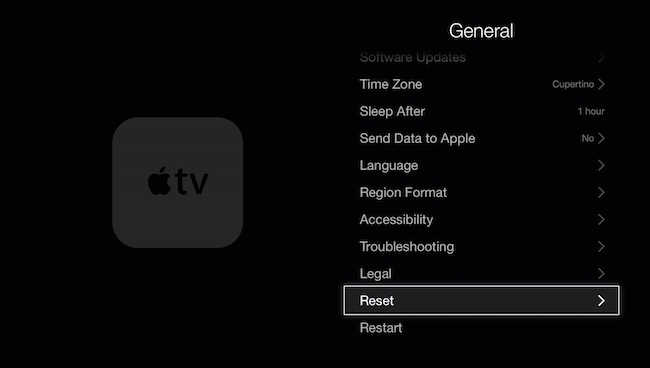 General
Software Updates
Time Zone Cupertino
Sleep After 1 hour
Send Data to Apple No
Language
Region Format
Accessibility
Troubleshooting
Legal
Reset
Restart
tv